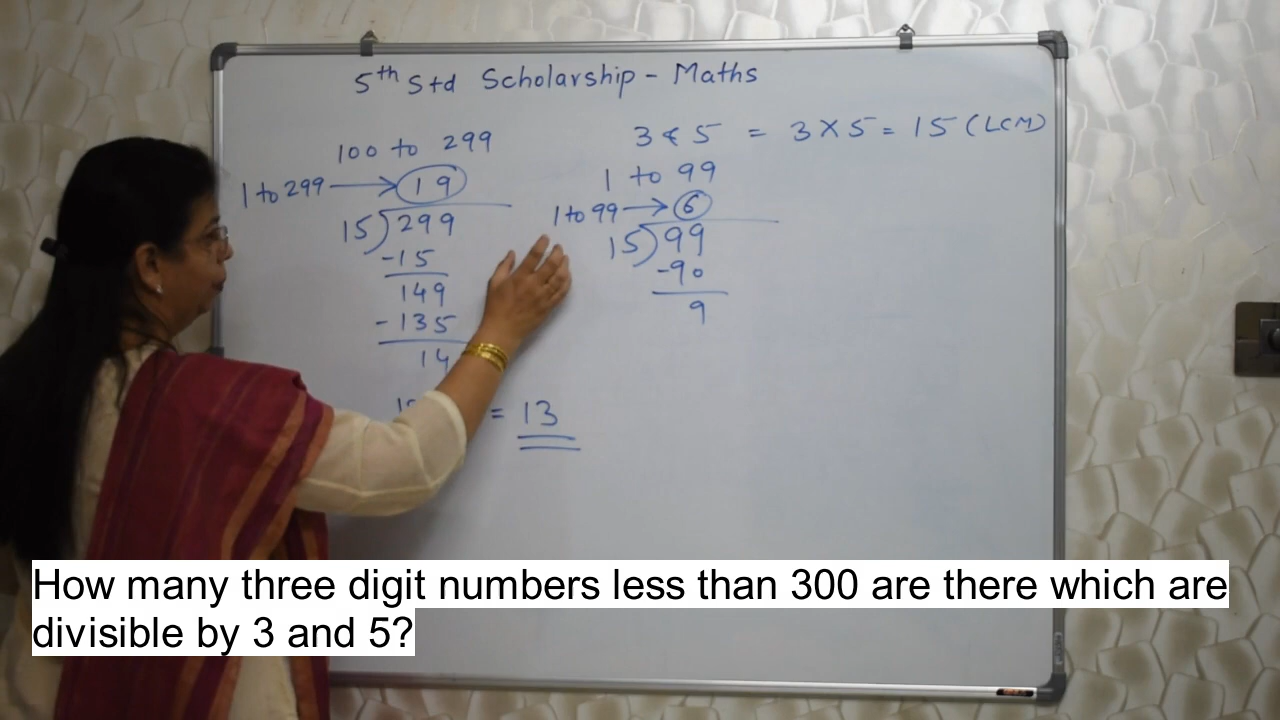 5th Std Scholarship - Maths
100 to 299
1 to 299 → 19
15)299
-15
149
-135
14
= 13
3 & 5 = 3 X 5 = 15 (LCM)
1 to 99
1 to 99 → 6
15)99
-90
9
How many three digit numbers less than 300 are there which are
divisible by 3 and 5?